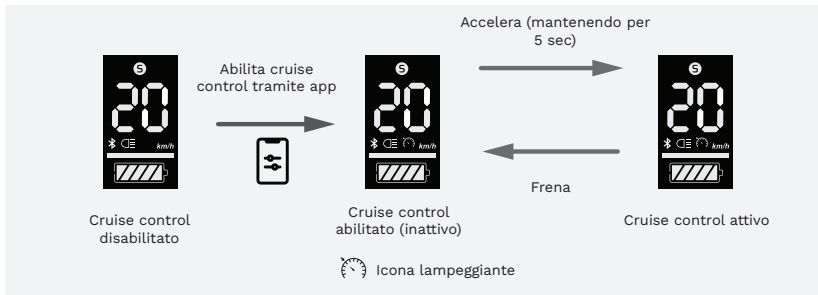 Accelera (mantenendo per
5 sec)
Abilita cruise
control tramite app
S
20
km/h
S
20
km/h
S
20
km/h
Frena
Cruise control
disabilitato
Cruise control
abilitato (inattivo)
Cruise control attivo
Icona lampeggiante